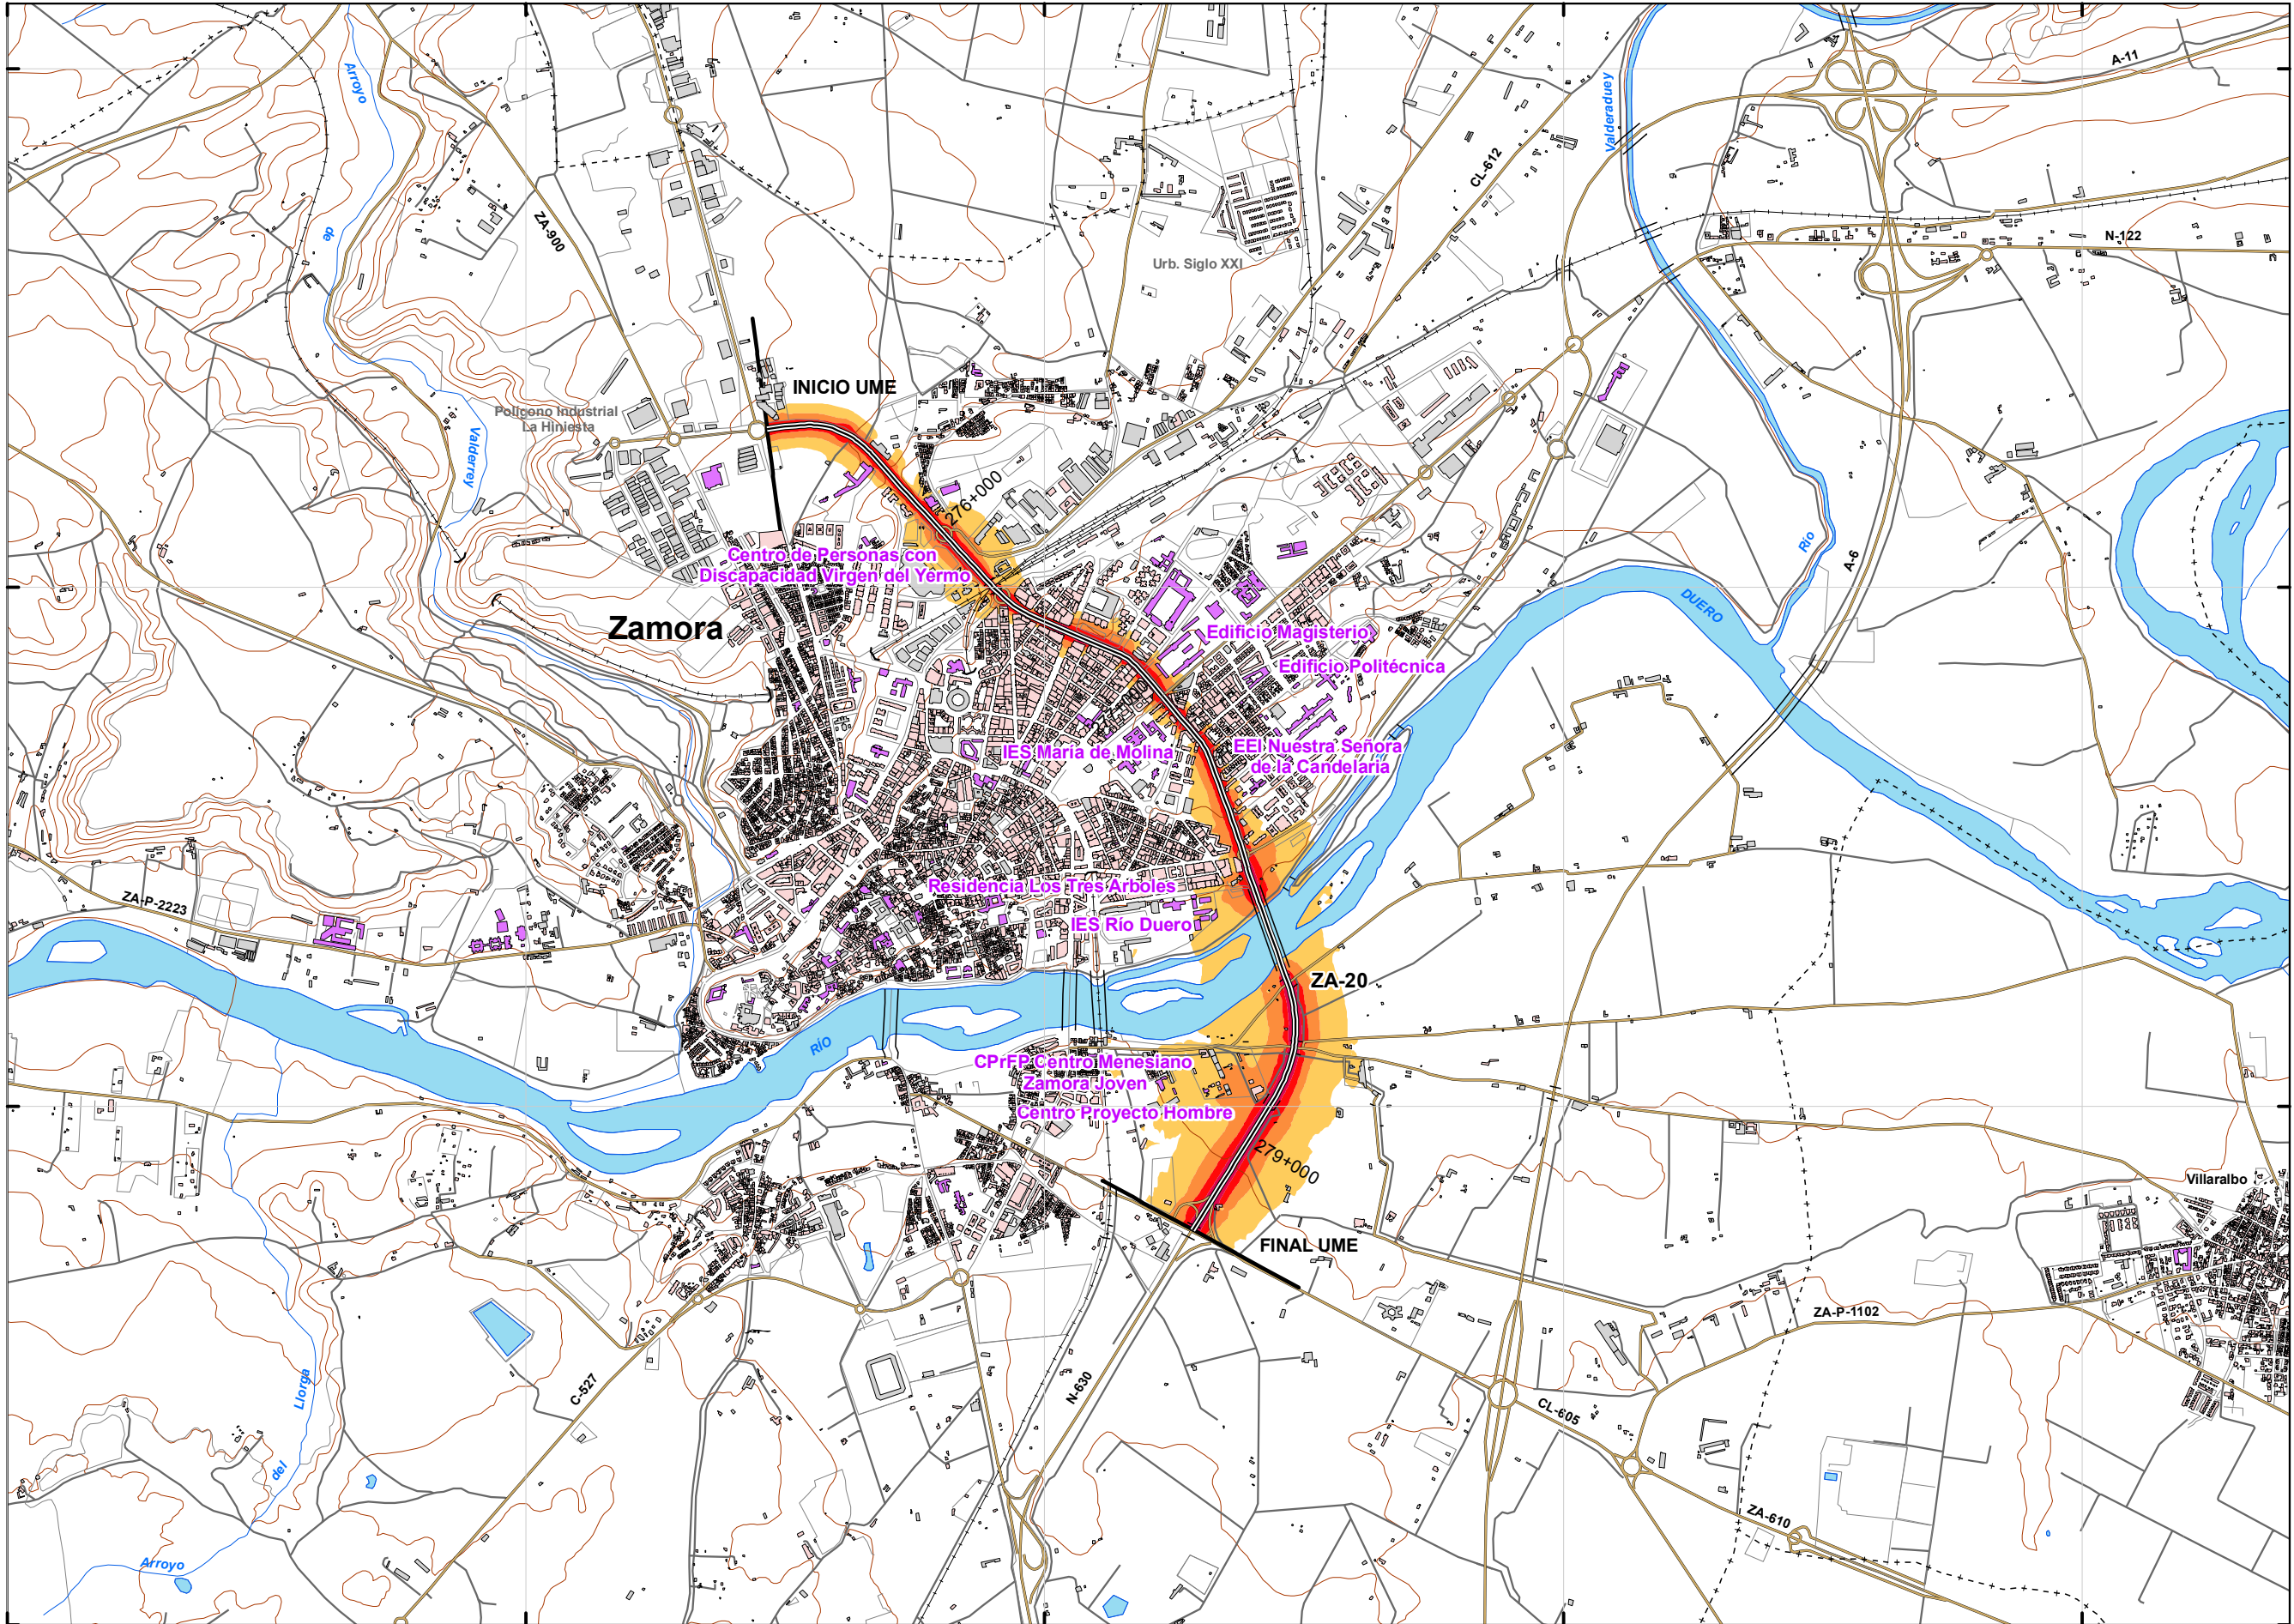 A-11
Arroyo
Valderaduey
CL-612
ZA-900
de
N-122
Urb. Siglo XXI
INICIO UME
Polígono Industrial
La Hiniesta
Valderrey
276+000
Río
A-6
Centro de Personas con
Discapacidad Virgen del Yermo
DUERO
Zamora
Edificio Magisterio
Edificio Politécnica
IES María de Molina
EEI Nuestra Señora
de la Candelaria
Residencia Los Tres Arboles
ZA-P-2223
IES Río Duero
ZA-20
RÍO
CPrFP Centro Menesiano
Zamora Joven
Centro Proyecto Hombre
279+000
Villaralbo
FINAL UME
ZA-P-1102
Llorga
C-527
N-630
CL-605
del
ZA-610
Arroyo